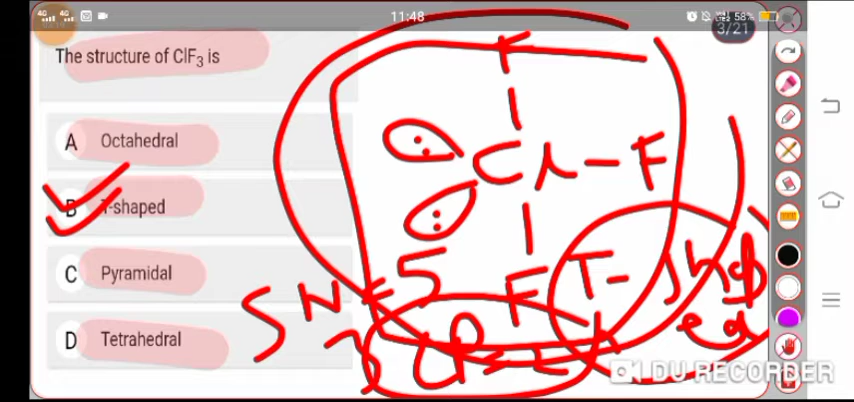 11:48
58%
3/21
The structure of ClF3 is
A Octahedral
B T-shaped
C Pyramidal
D Tetrahedral
F
Cl-F
F
SN=5
T-shaped
DU RECORDER